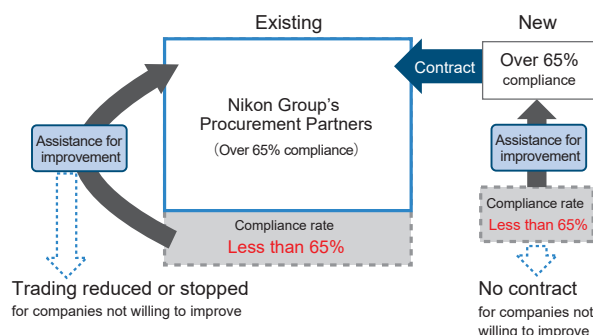 Existing
New
Nikon Group's
Procurement Partners
(Over 65% compliance)
Contract
Over 65%
compliance
Assistance for
improvement
Assistance for
improvement
Compliance rate
Less than 65%
Compliance rate
Less than 65%
Trading reduced or stopped
for companies not willing to improve
No contract
for companies not
willing to improve